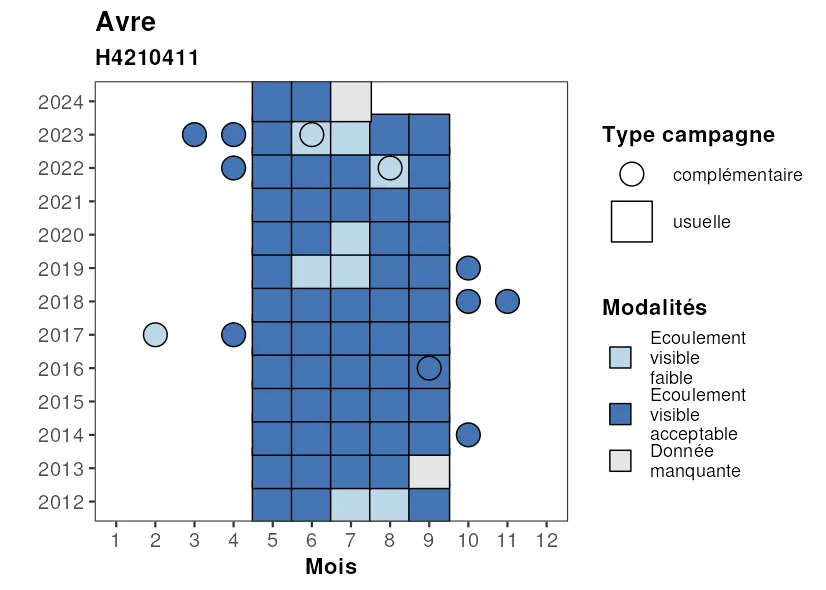 Avre
H4210411
2024
2023
2022
2021
2020
2019
2018
2017
2016
2015
2014
2013
2012
1 2 3 4 5 6 7 8 9 10 11 12
Mois
Type campagne
complémentaire
usuelle
Modalités
Ecoulement
visible
faible
Ecoulement
visible
acceptable
Donnée
manquante